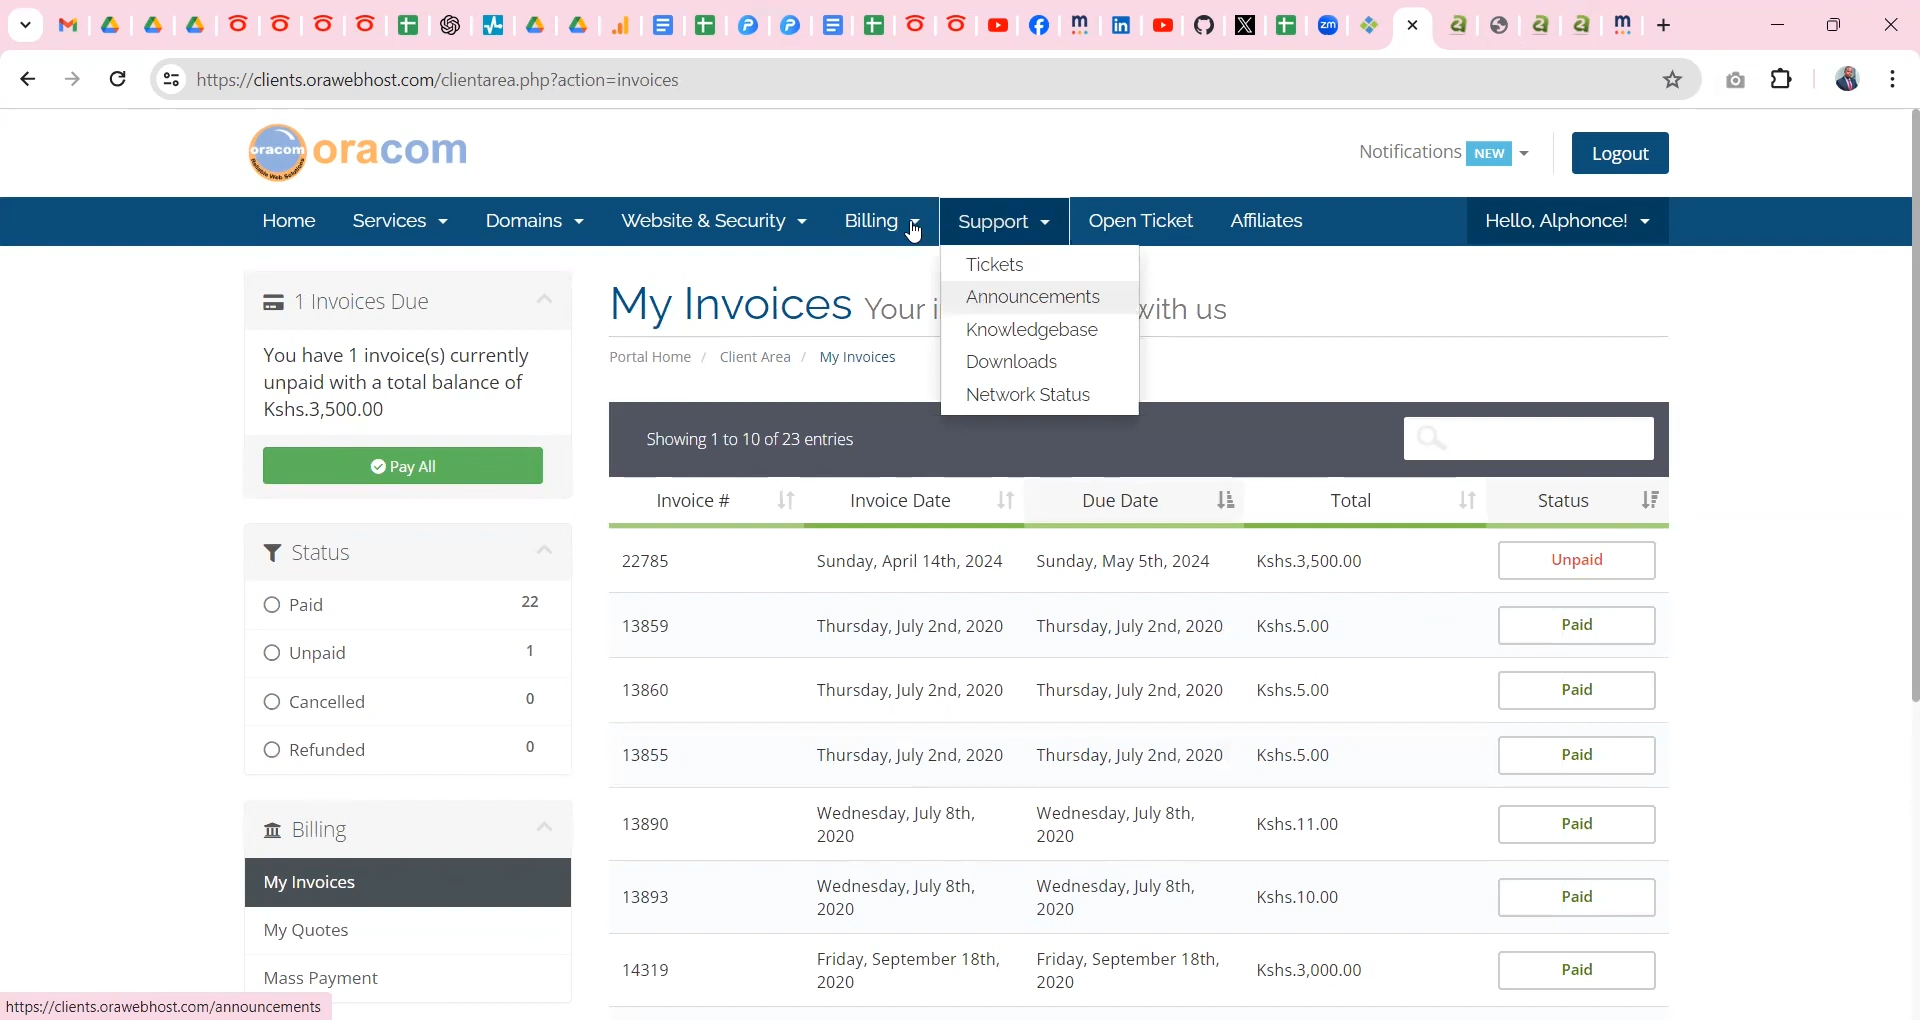 zm
https://clients.orawebhost.com/clientarea.php?action=invoices
oracom
Reliable Web Solutions
oracom
Notifications NEW
Logout
Home Services Domains Website & Security Billing Support Open Ticket Affiliates Hello, Alphonce!
Tickets
Announcements
Knowledgebase
Downloads
Network Status
1 Invoices Due
You have 1 invoice(s) currently
unpaid with a total balance of
Kshs.3,500.00
Pay All
Status
Paid 22
Unpaid 1
Cancelled 0
Refunded 0
Billing
My Invoices
My Quotes
Mass Payment
My Invoices Your i with us
Portal Home / Client Area / My Invoices
Showing 1 to 10 of 23 entries
Invoice # Invoice Date Due Date Total Status
22785 Sunday, April 14th, 2024 Sunday, May 5th, 2024 Kshs.3,500.00 Unpaid
13859 Thursday, July 2nd, 2020 Thursday, July 2nd, 2020 Kshs.5.00 Paid
13860 Thursday, July 2nd, 2020 Thursday, July 2nd, 2020 Kshs.5.00 Paid
13855 Thursday, July 2nd, 2020 Thursday, July 2nd, 2020 Kshs.5.00 Paid
13890 Wednesday, July 8th, 2020 Wednesday, July 8th, 2020 Kshs.11.00 Paid
13893 Wednesday, July 8th, 2020 Wednesday, July 8th, 2020 Kshs.10.00 Paid
14319 Friday, September 18th, 2020 Friday, September 18th, 2020 Kshs.3,000.00 Paid
https://clients.orawebhost.com/announcements